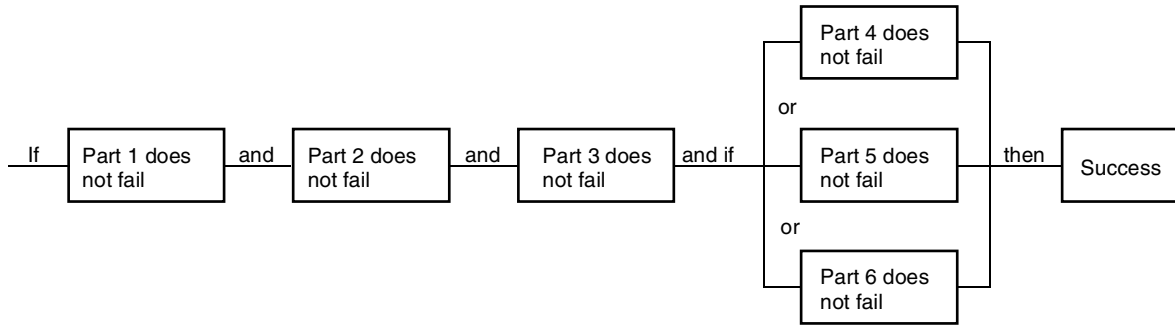 If
Part 1 does
not fail
and
Part 2 does
not fail
and
Part 3 does
not fail
and if
Part 4 does
not fail
or
Part 5 does
not fail
or
Part 6 does
not fail
then
Success